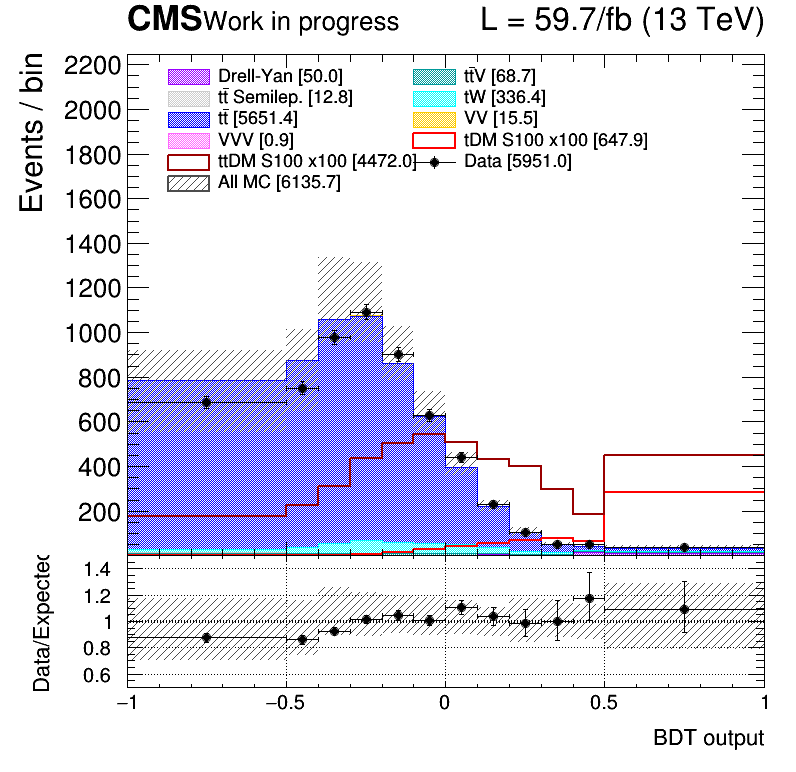 CMS Work in progress L = 59.7/fb (13 TeV)
Events / bin
Drell-Yan [50.0] tt̄V [68.7]
tt̄ Semilep. [12.8] tW [336.4]
tt̄ [5651.4] VV [15.5]
VVV [0.9] tDM S100 x100 [647.9]
ttDM S100 x100 [4472.0] Data [5951.0]
All MC [6135.7]
2200
2000
1800
1600
1400
1200
1000
800
600
400
200
Data/Expected
1.4
1.2
1
0.8
0.6
−1 −0.5 0 0.5 1
BDT output